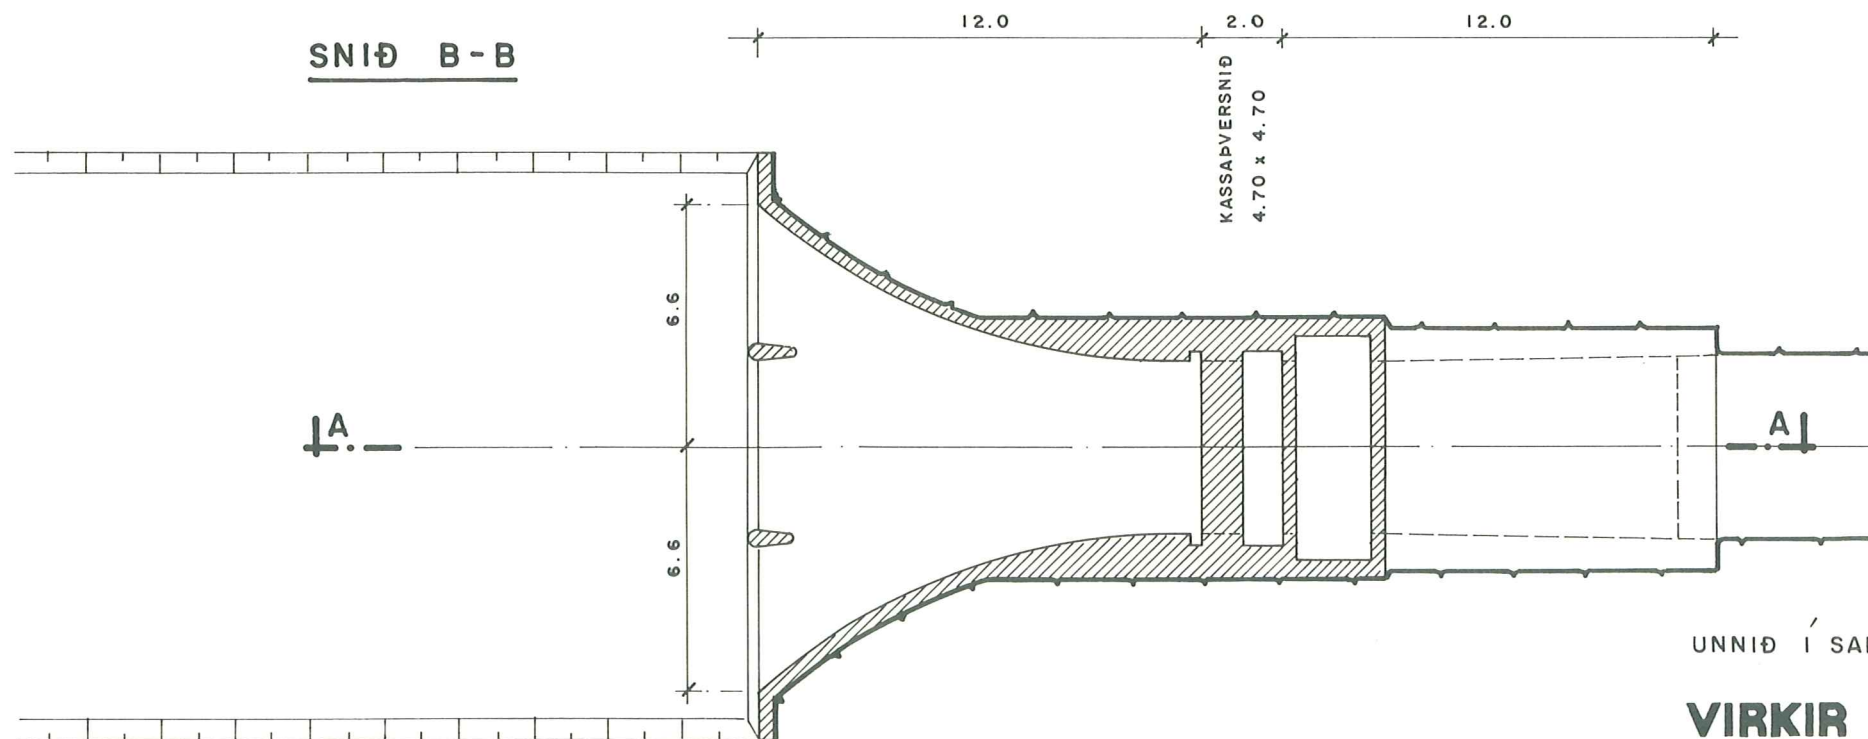 12.0 2.0 12.0
SNIÐ B-B
KASSAÞVERSNIÐ
4.70 x 4.70
6.6
A A
6.6
UNNIÐ Í
VIRKIR